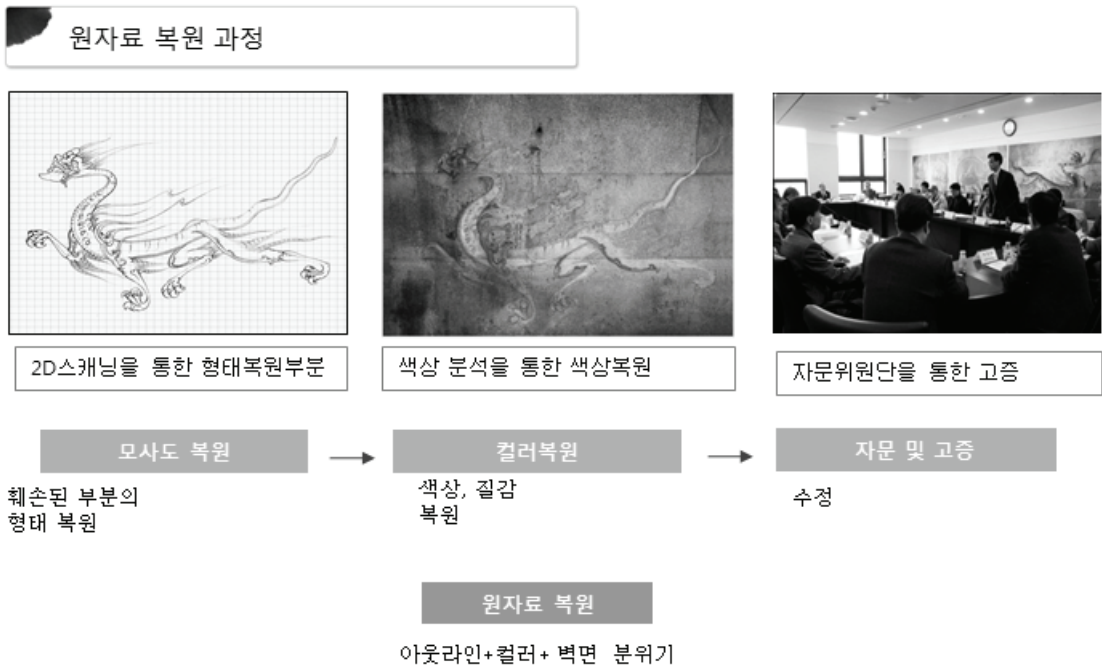 원자료 복원 과정
2D스캐닝을 통한 형태복원부분
색상 분석을 통한 색상복원
자문위원단을 통한 고증
모사도 복원
컬러복원
자문 및 고증
훼손된 부분의
형태 복원
색상, 질감
복원
수정
원자료 복원
아웃라인+컬러+ 벽면 분위기